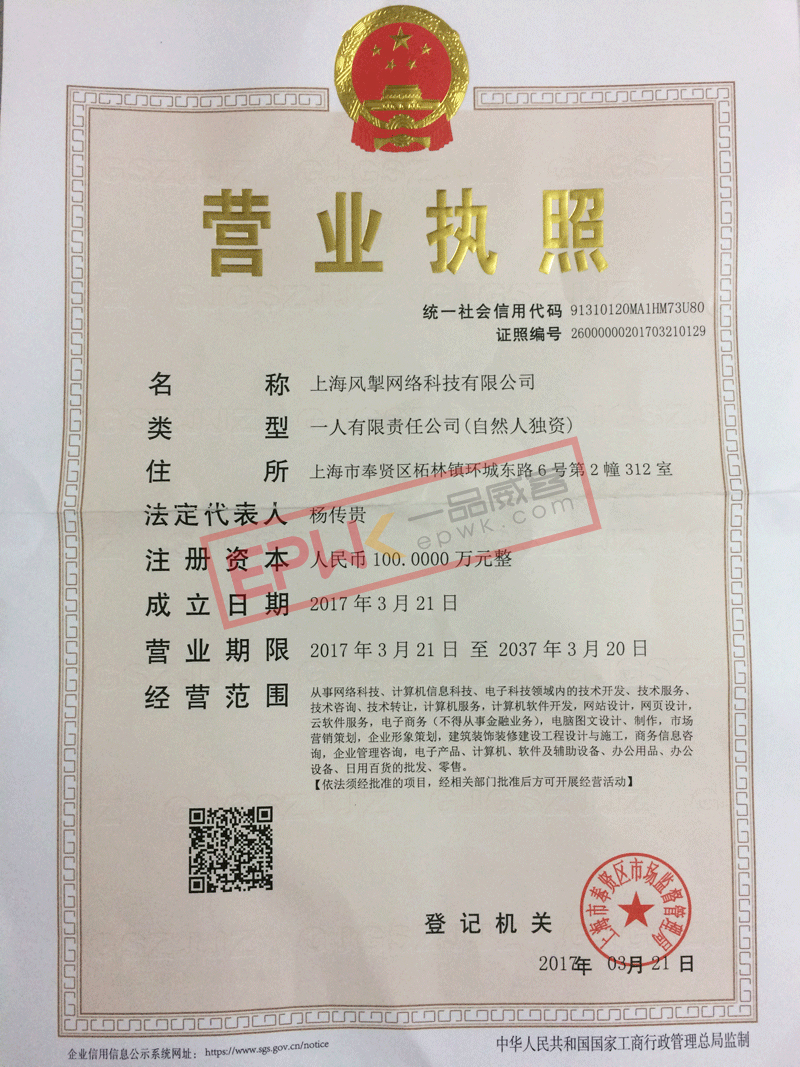 营业执照
统一社会信用代码 91310120MA1HM73U80
证照编号 26000000201703210129
名称 上海风掣网络科技有限公司
类型 一人有限责任公司(自然人独资)
住所 上海市奉贤区柘林镇环城东路6号第2幢312室
法定代表人 杨传贵
注册资本 人民币100.0000万元整
成立日期 2017年3月21日
营业期限 2017年3月21日 至 2037年3月20日
经营范围 从事网络科技、计算机信息科技、电子科技领域内的技术开发、技术服务、
技术咨询、技术转让,计算机服务,计算机软件开发,网站设计、网页设计,
云软件服务,电子商务(不得从事金融业务),电脑图文设计、制作,市场
营销策划,企业形象策划,建筑装饰装修建设工程设计与施工,商务信息咨
询,企业管理咨询,电子产品、计算机、软件及辅助设备、办公用品、办公
设备、日用百货的批发、零售。
【依法须经批准的项目,经相关部门批准后方可开展经营活动】
EPWK 一品威客
epwk.com
登记机关
上海市奉贤区市场监督管理局
2017年 03月 21日
企业信用信息公示系统网址: https://www.sgs.gov.cn/notice
中华人民共和国国家工商行政管理总局监制